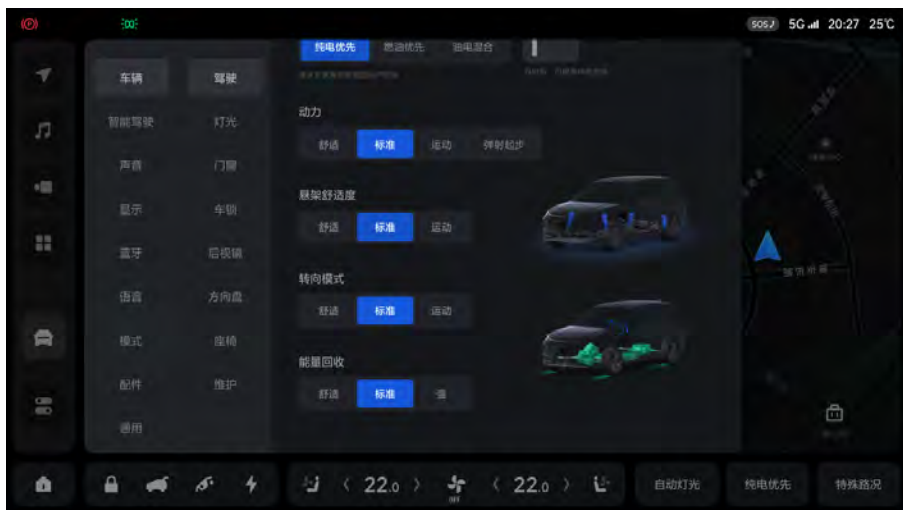 SOS 5G 20:27 25℃
纯电优先 燃油优先 油电混合
车辆 驾驶
智能驾驶 灯光
声音 门窗
显示 车锁
蓝牙 后视镜
语言 方向盘
模式 座椅
配件 维护
通用
动力
舒适 标准 运动 弹射起步
悬架舒适度
舒适 标准 运动
转向模式
舒适 标准 运动
能量回收
舒适 标准 强
22.0 OFF 22.0 自动灯光 纯电优先 特殊路况